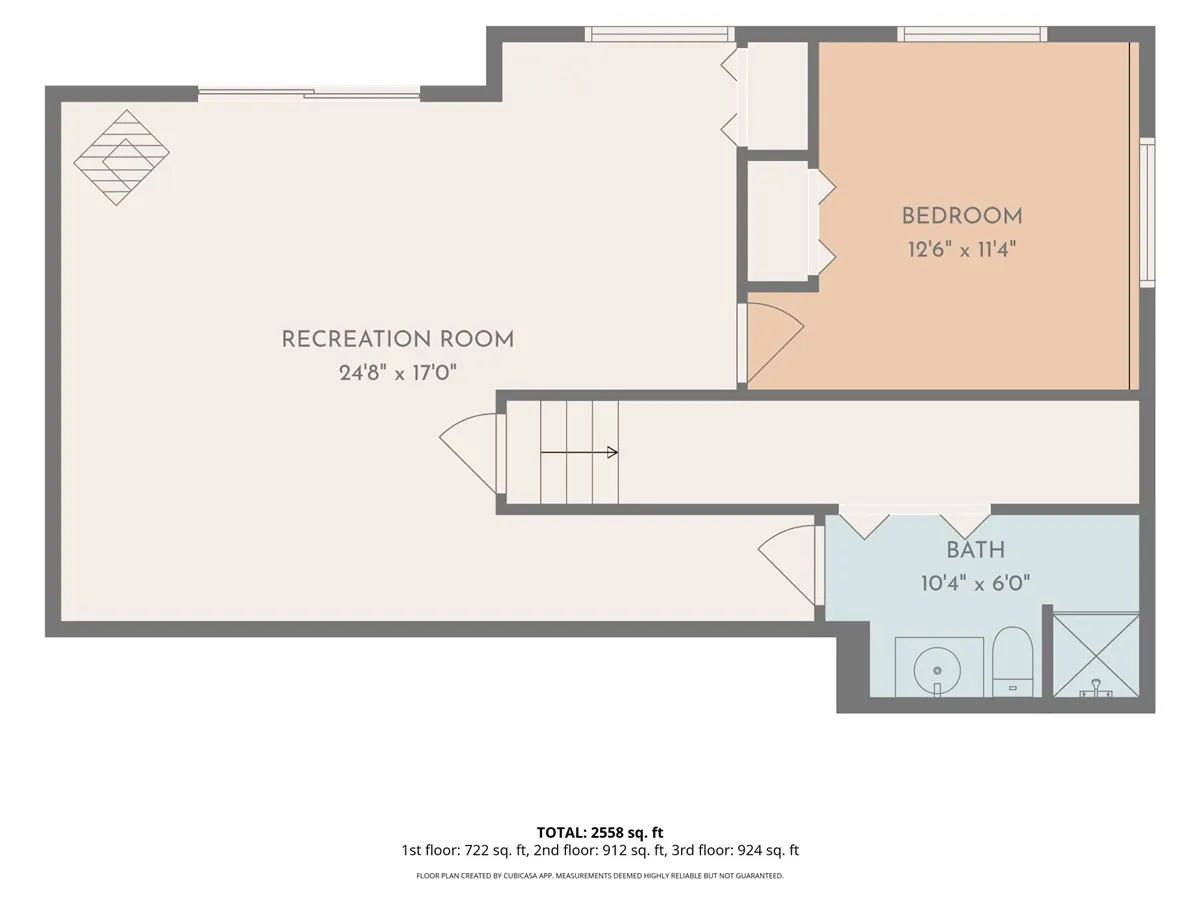 BEDROOM
12'6" x 11'4"
RECREATION ROOM
24'8" x 17'0"
BATH
10'4" x 6'0"
TOTAL: 2558 sq. ft
1st floor: 722 sq. ft, 2nd floor: 912 sq. ft, 3rd floor: 924 sq. ft
FLOOR PLAN CREATED BY CUBICASA APP. MEASUREMENTS DEEMED HIGHLY RELIABLE BUT NOT GUARANTEED.